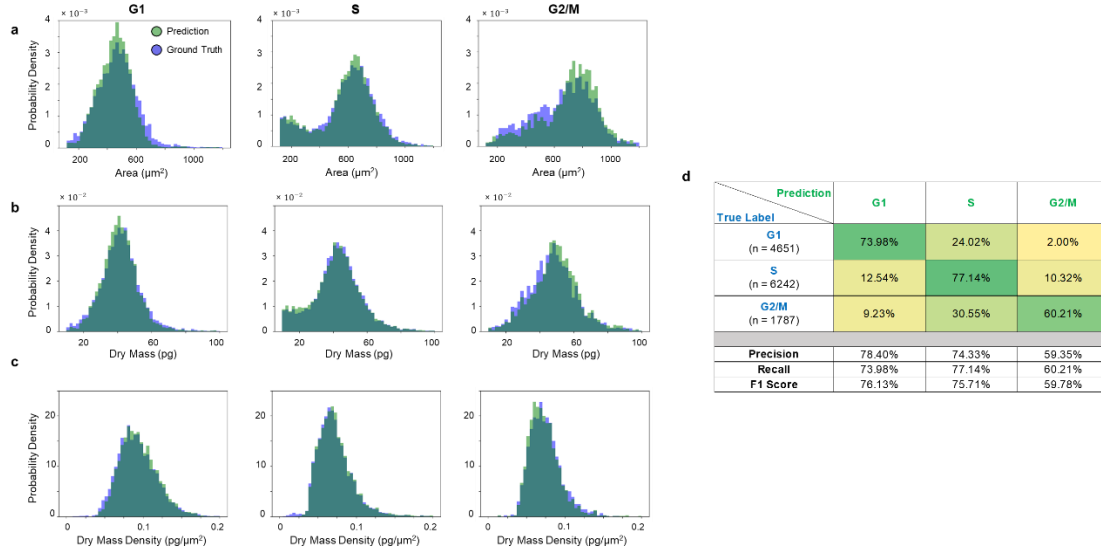 G1 S G2/M
a
× 10⁻³ × 10⁻³ × 10⁻³
Prediction
Ground Truth
Probability Density
4 4 4
3 3 3
2 2 2
1 1 1
0 0 0
200 600 1000 200 600 1000 200 600 1000
Area (µm²) Area (µm²) Area (µm²)
b
× 10⁻² × 10⁻² × 10⁻²
Probability Density
4 4 4
3 3 3
2 2 2
1 1 1
0 0 0
20 60 100 20 60 100 20 60 100
Dry Mass (pg) Dry Mass (pg) Dry Mass (pg)
c
Probability Density
20 20 20
10 10 10
0 0 0
0 0.1 0.2 0 0.1 0.2 0 0.1 0.2
Dry Mass Density (pg/µm²) Dry Mass Density (pg/µm²) Dry Mass Density (pg/µm²)
d
Prediction G1 S G2/M
True Label
G1 (n = 4651) 73.98% 24.02% 2.00%
S (n = 6242) 12.54% 77.14% 10.32%
G2/M (n = 1787) 9.23% 30.55% 60.21%
Precision 78.40% 74.33% 59.35%
Recall 73.98% 77.14% 60.21%
F1 Score 76.13% 75.71% 59.78%